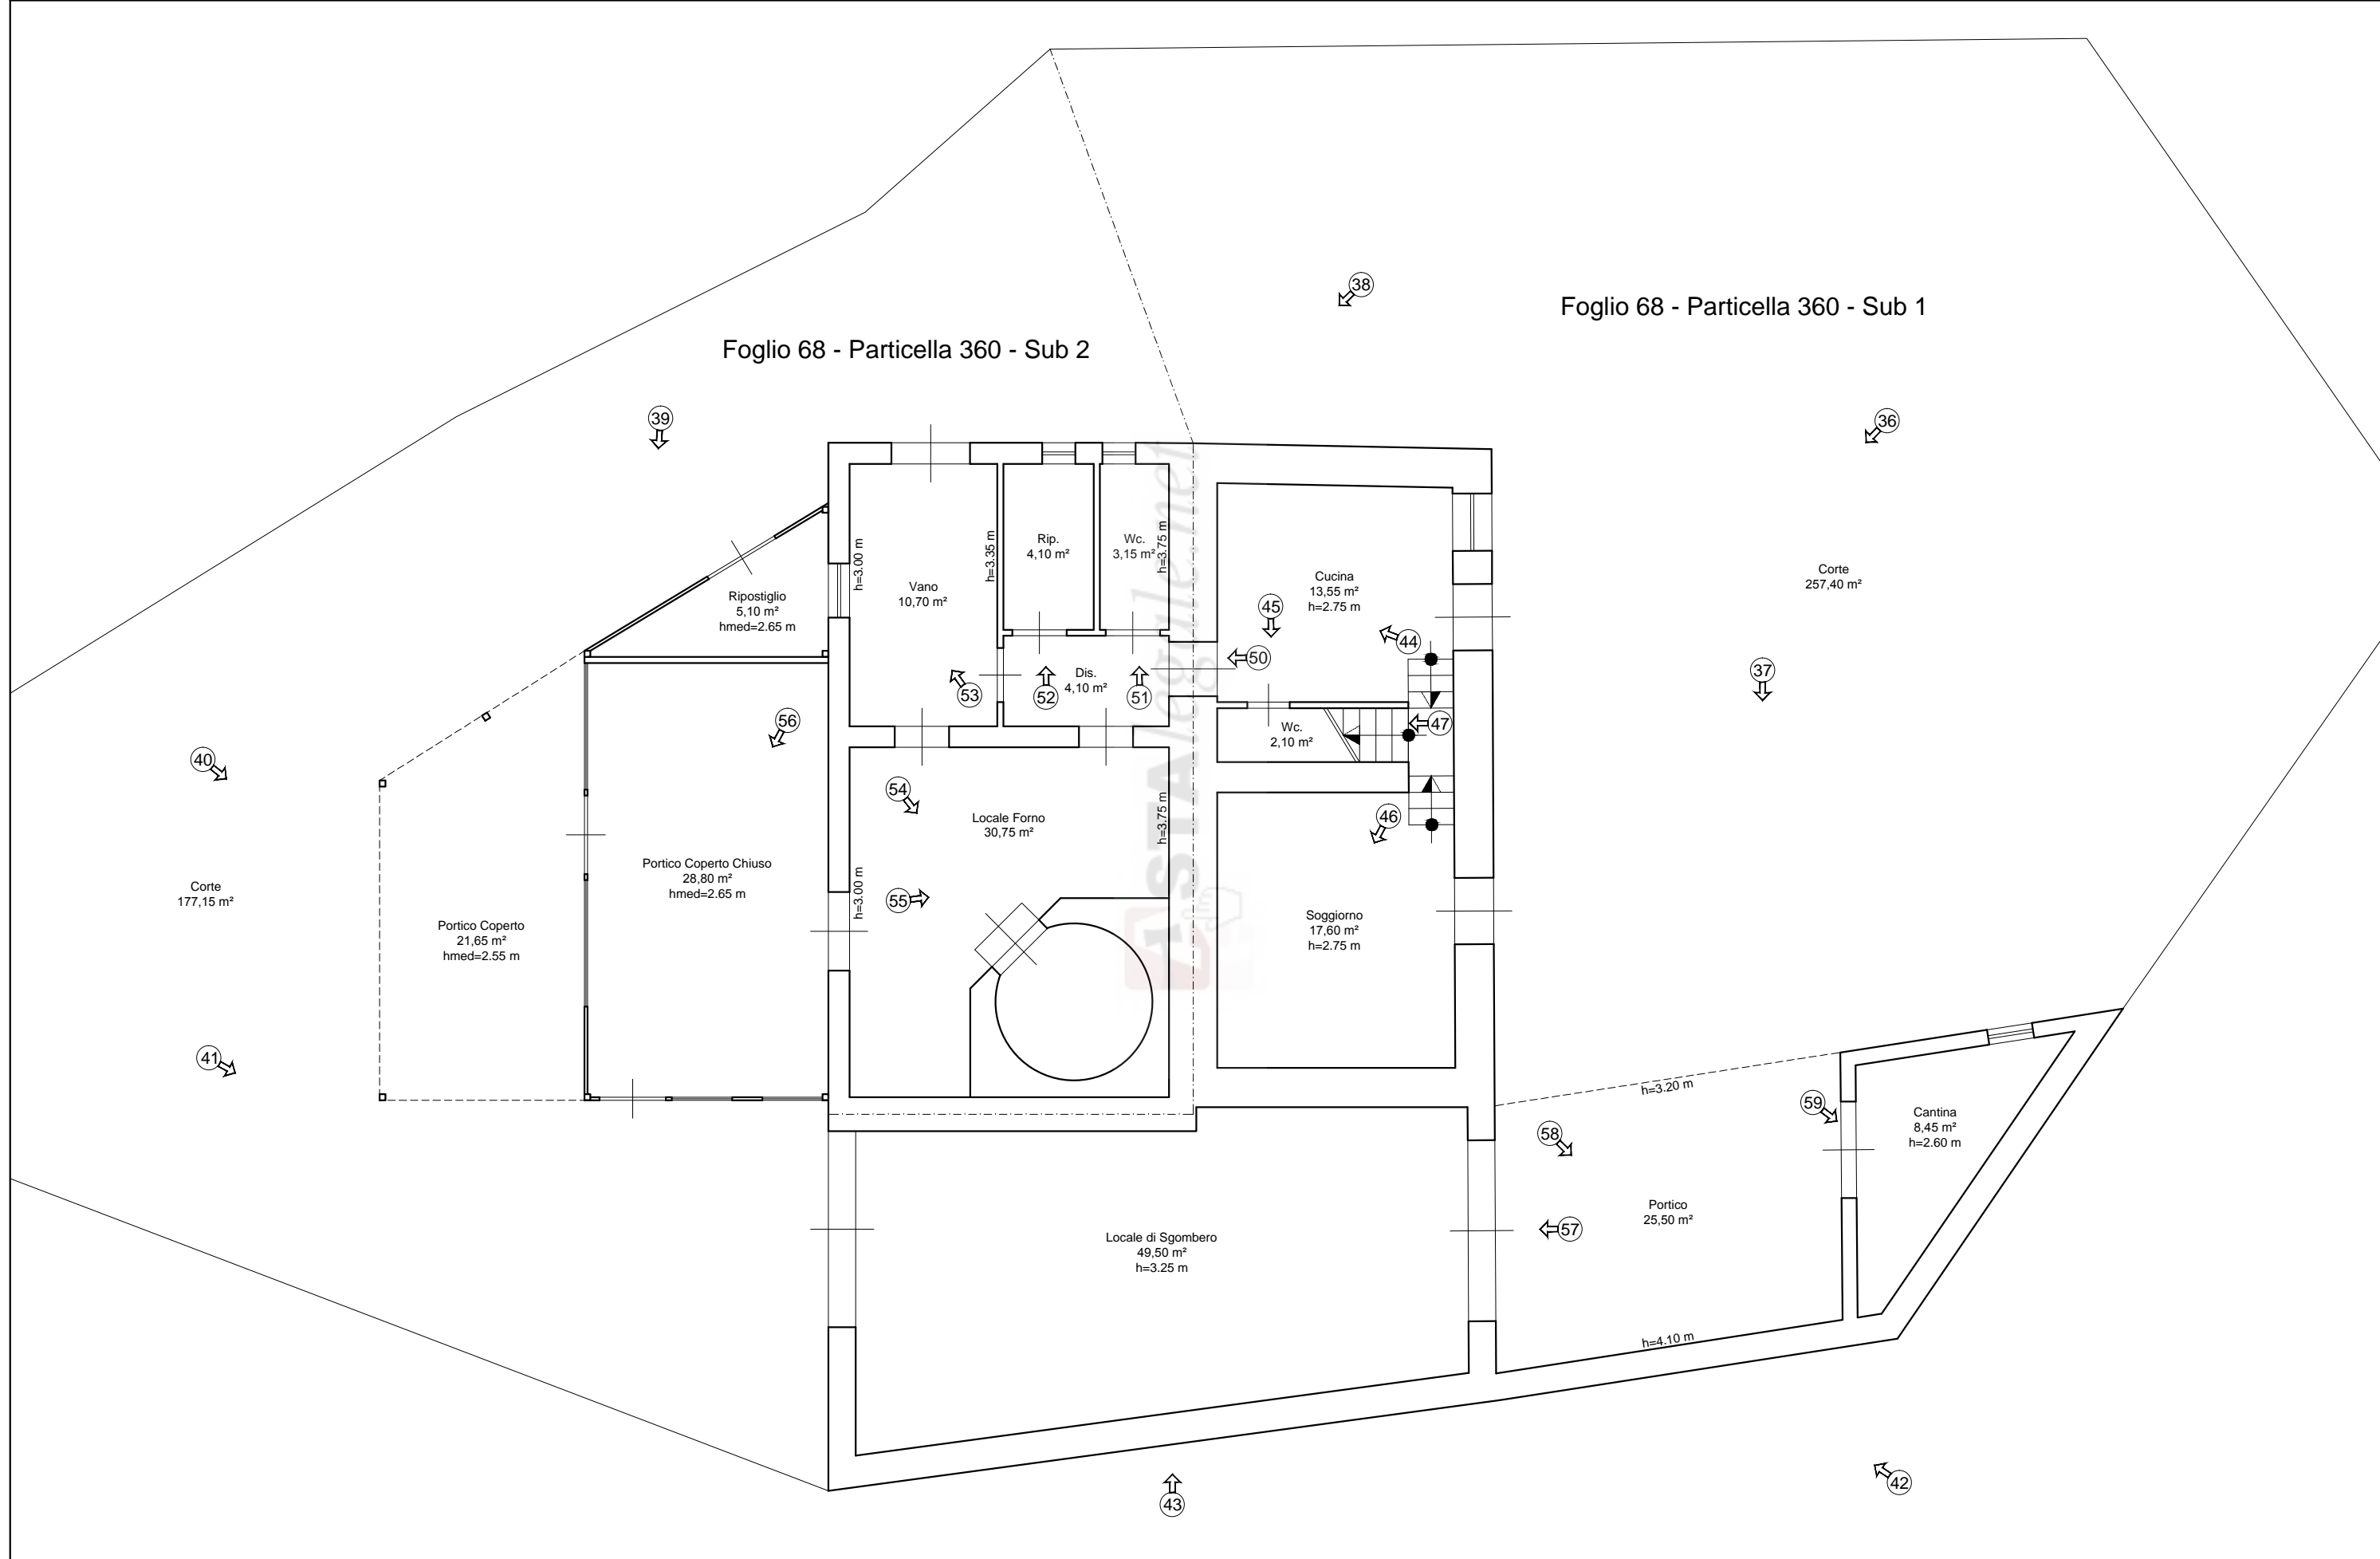 38
Foglio 68 - Particella 360 - Sub 1
Foglio 68 - Particella 360 - Sub 2
39
36
Rip.
4,10 m²
Wc.
3,15 m²
h=3.75 m
h=3.35 m
h=3.00 m
Vano
10,70 m²
Ripostiglio
5,10 m²
hmed=2.65 m
Cucina
13,55 m²
h=2.75 m
Corte
257,40 m²
45
44
50
37
Dis.
4,10 m²
53
52
51
56
47
Wc.
2,10 m²
40
54
46
Locale Forno
30,75 m²
h=3.75 m
Portico Coperto Chiuso
28,80 m²
hmed=2.65 m
h=3.00 m
Corte
177,15 m²
55
Portico Coperto
21,65 m²
hmed=2.55 m
Soggiorno
17,60 m²
h=2.75 m
ASTAlegale.net
41
h=3.20 m
59
Cantina
8,45 m²
h=2.60 m
58
Portico
25,50 m²
57
Locale di Sgombero
49,50 m²
h=3.25 m
h=4.10 m
42
43